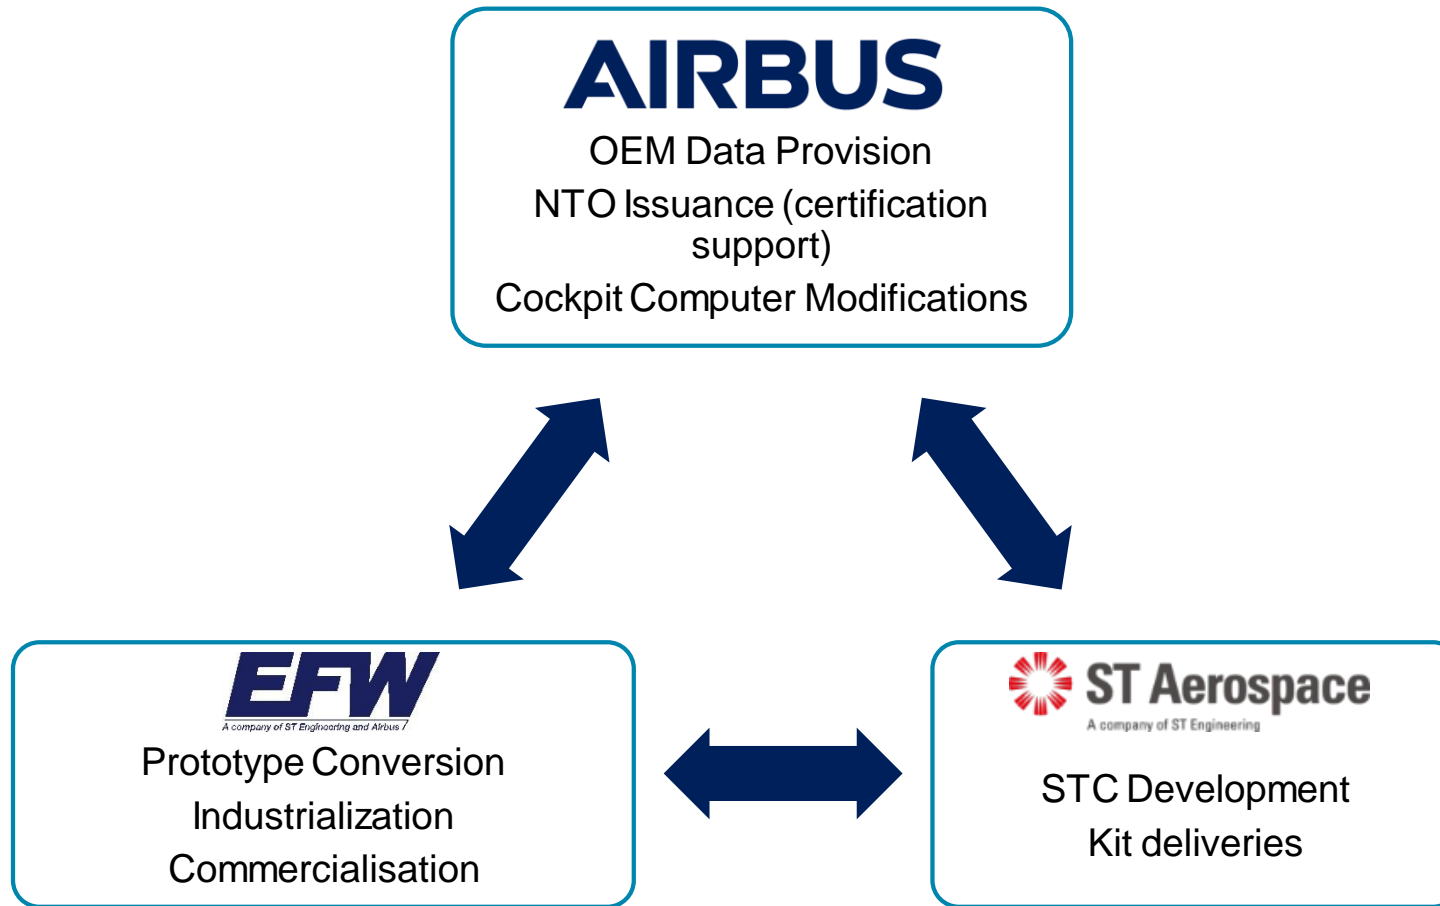 AIRBUS
OEM Data Provision
NTO Issuance (certification
support)
Cockpit Computer Modifications
EFW
A company of ST Engineering and Airbus
Prototype Conversion
Industrialization
Commercialisation
ST Aerospace
A company of ST Engineering
STC Development
Kit deliveries